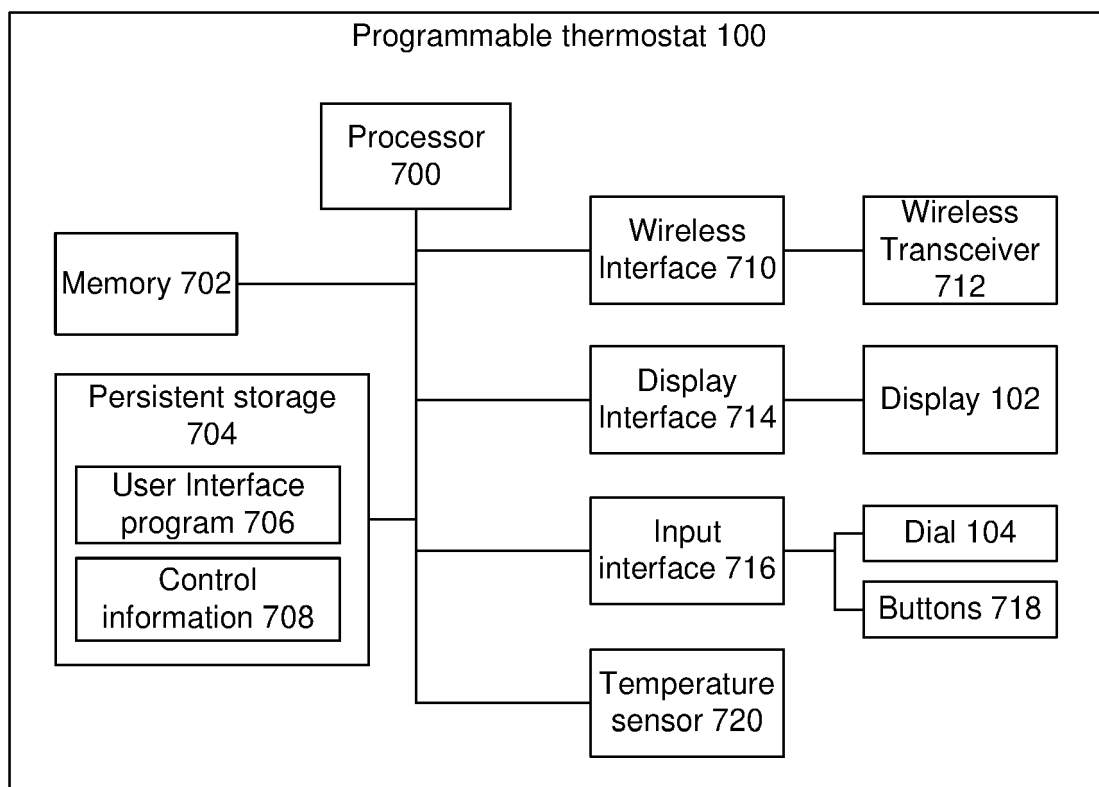 Programmable thermostat 100
Processor
700
Memory 702
Persistent storage
704
User Interface
program 706
Control
information 708
Wireless
Interface 710
Wireless
Transceiver
712
Display
Interface 714
Display 102
Input
interface 716
Dial 104
Buttons 718
Temperature
sensor 720